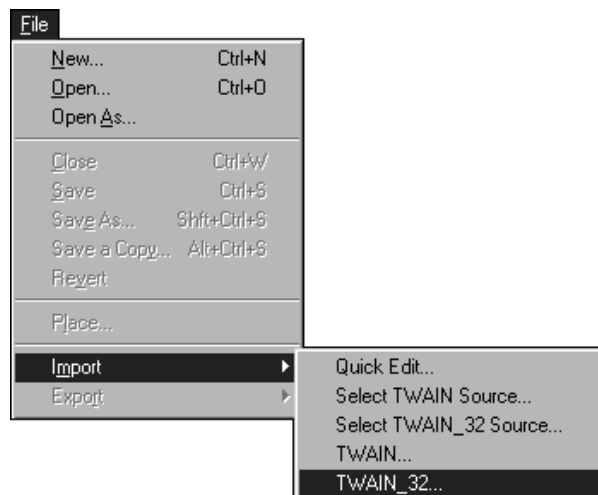 File
New... Ctrl+N
Open... Ctrl+O
Open As...
Close Ctrl+W
Save Ctrl+S
Save As... Shft+Ctrl+S
Save a Copy... Alt+Ctrl+S
Revert
Place...
Import
Export
Quick Edit...
Select TWAIN Source...
Select TWAIN_32 Source...
TWAIN...
TWAIN_32...